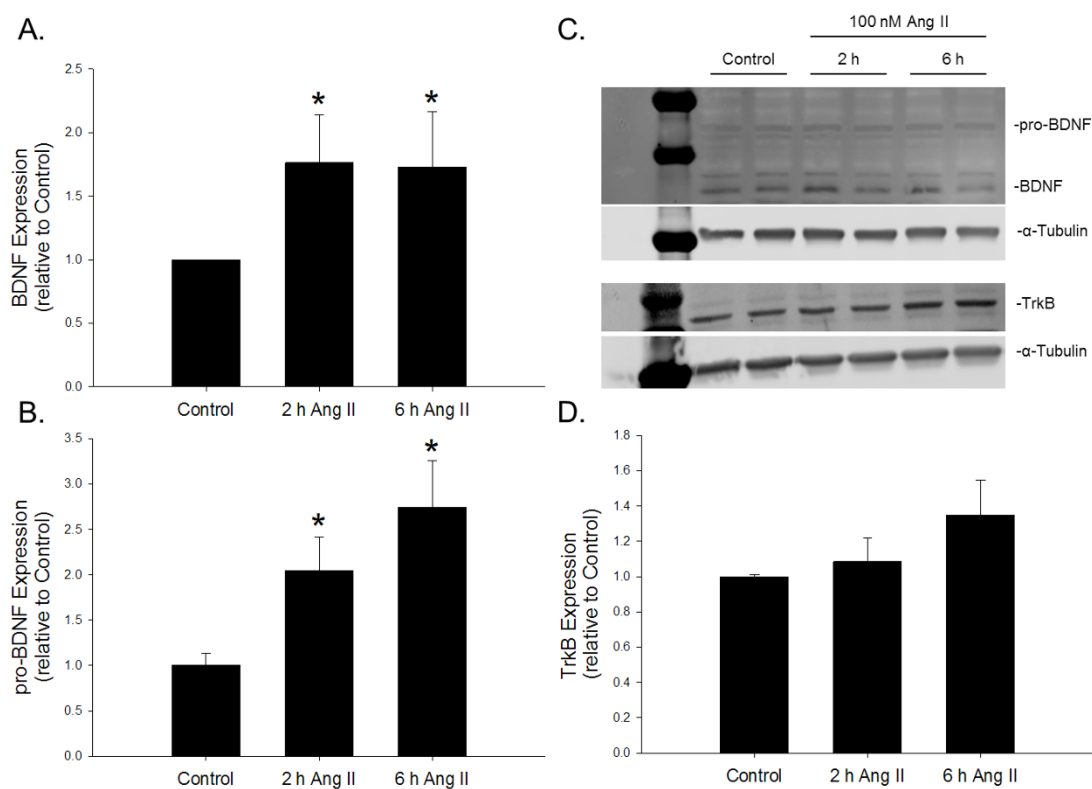 A.
BDNF Expression
(relative to Control)
2.5
2.0
1.5
1.0
0.5
0.0
*
*
Control
2 h Ang II
6 h Ang II
B.
pro-BDNF Expression
(relative to Control)
3.5
3.0
2.5
2.0
1.5
1.0
0.5
0.0
*
*
Control
2 h Ang II
6 h Ang II
C.
100 nM Ang II
Control
2 h
6 h
-pro-BDNF
-BDNF
-α-Tubulin
-TrkB
-α-Tubulin
D.
TrkB Expression
(relative to Control)
1.8
1.6
1.4
1.2
1.0
0.8
0.6
0.4
0.2
0.0
Control
2 h Ang II
6 h Ang II